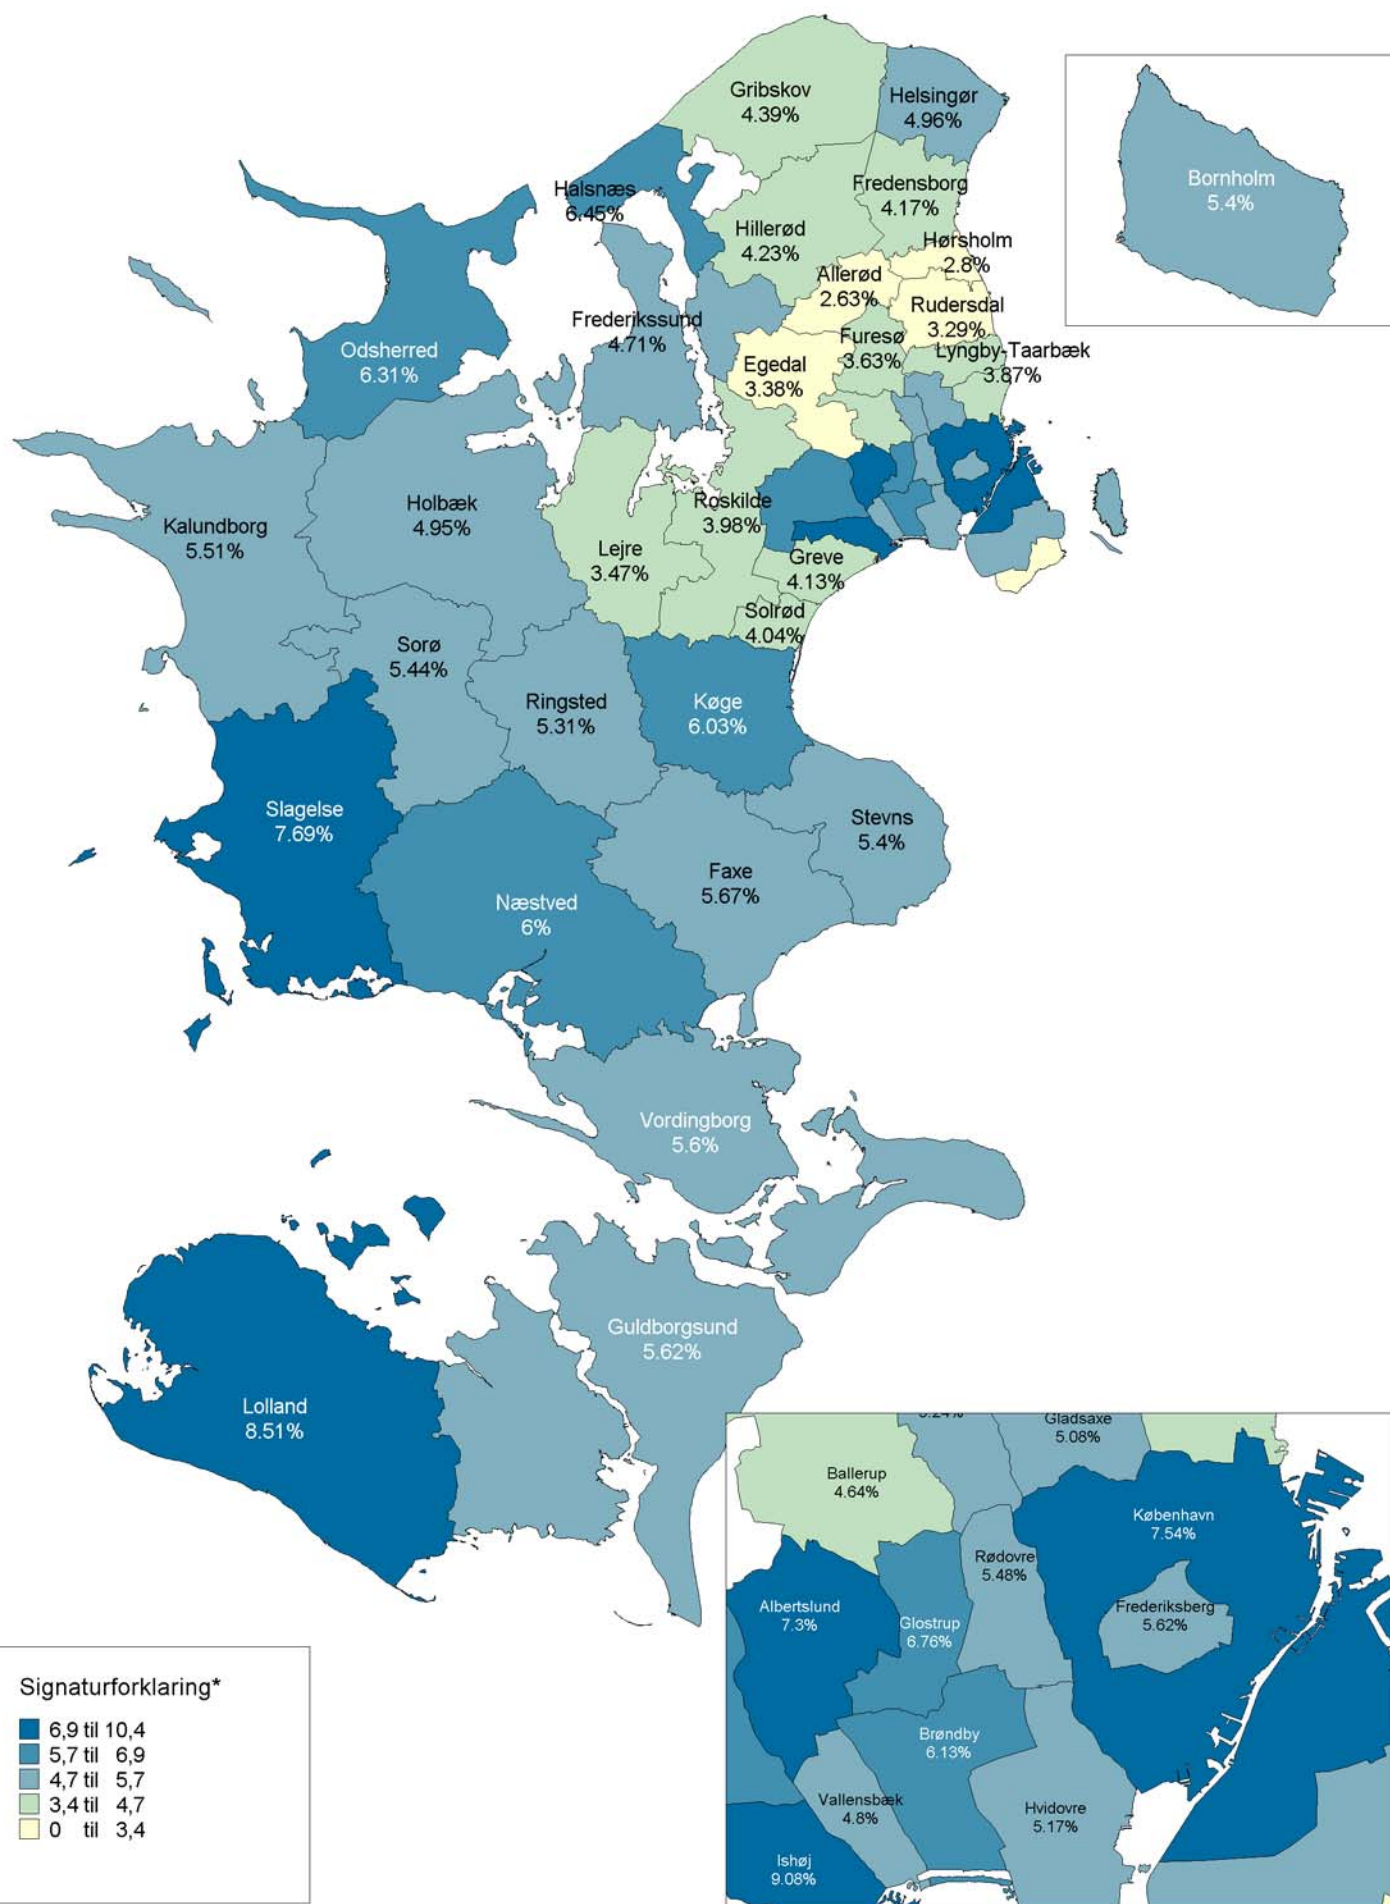 Gribskov
4.39%
Helsingør
4.96%
Bornholm
5.4%
Halsnæs
6.45%
Fredensborg
4.17%
Hillerød
4.23%
Hørsholm
2.8%
Allerød
2.63%
Rudersdal
3.29%
Frederikssund
4.71%
Furesø
3.63%
Lyngby-Taarbæk
3.87%
Odsherred
6.31%
Egedal
3.38%
Holbæk
4.95%
Roskilde
3.98%
Kalundborg
5.51%
Lejre
3.47%
Greve
4.13%
Solrød
4.04%
Sorø
5.44%
Ringsted
5.31%
Køge
6.03%
Slagelse
7.69%
Stevns
5.4%
Faxe
5.67%
Næstved
6%
Vordingborg
5.6%
Guldborgsund
5.62%
Lolland
8.51%
Gladsaxe
5.08%
Ballerup
4.64%
København
7.54%
Rødovre
5.48%
Albertslund
7.3%
Frederiksberg
5.62%
Glostrup
6.76%
Brøndby
6.13%
Vallensbæk
4.8%
Hvidovre
5.17%
Ishøj
9.08%
Signaturforklaring*
6,9 til 10,4
5,7 til 6,9
4,7 til 5,7
3,4 til 4,7
0 til 3,4